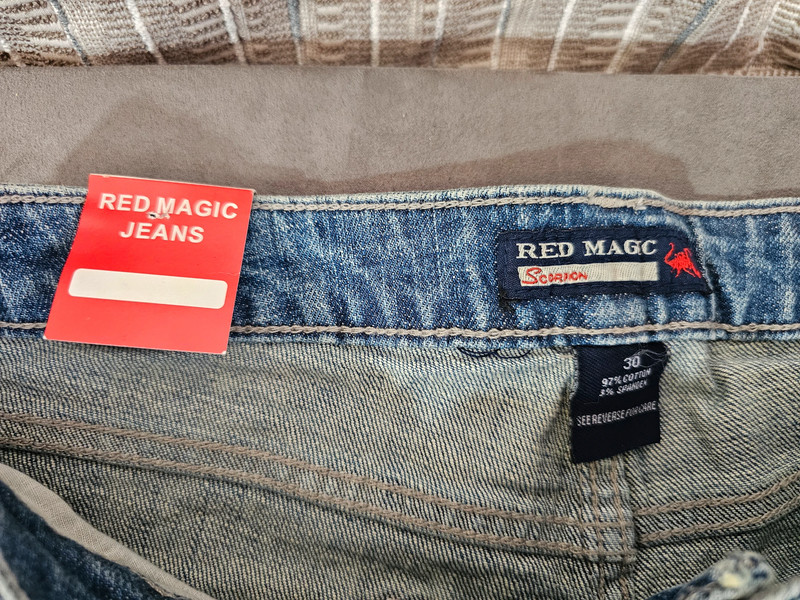 RED MAGIC
JEANS
RED MAGC
Scorpion
30
97% COTTON
3% SPANDEX
SEE REVERSE FOR CARE